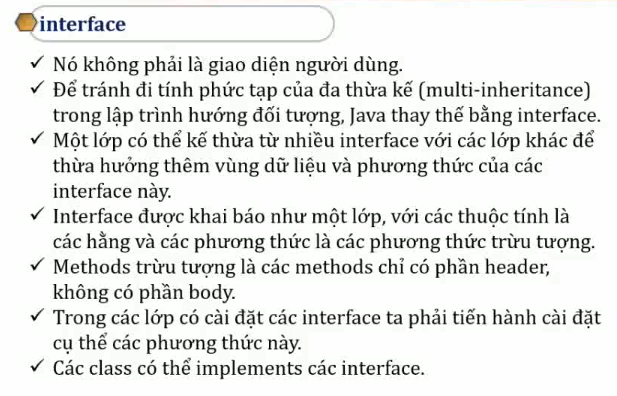 interface
✓ Nó không phải là giao diện người dùng.
✓ Để tránh đi tính phức tạp của đa thừa kế (multi-inheritance)
trong lập trình hướng đối tượng, Java thay thế bằng interface.
✓ Một lớp có thể kế thừa từ nhiều interface với các lớp khác để
thừa hưởng thêm vùng dữ liệu và phương thức của các
interface này.
✓ Interface được khai báo như một lớp, với các thuộc tính là
các hằng và các phương thức là các phương thức trừu tượng.
✓ Methods trừu tượng là các methods chỉ có phần header,
không có phần body.
✓ Trong các lớp có cài đặt các interface ta phải tiến hành cài đặt
cụ thể các phương thức này.
✓ Các class có thể implements các interface.